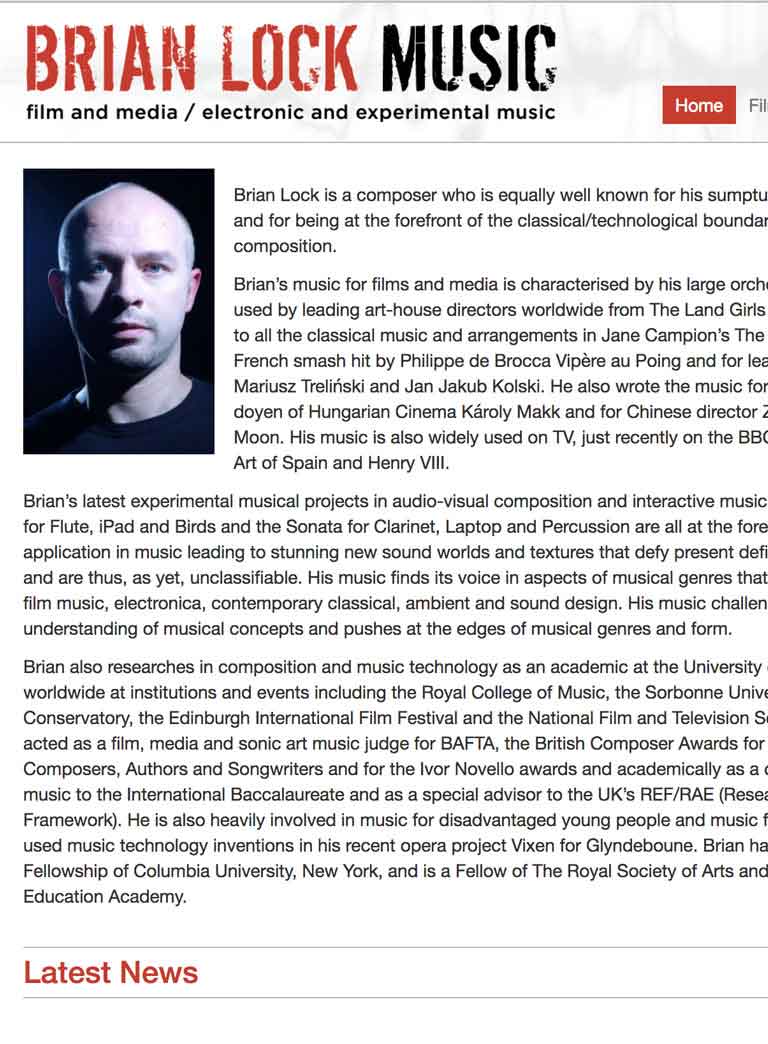 BRIAN LOCK MUSIC
film and media / electronic and experimental music
Home
Brian Lock is a composer who is equally well known for his
and for being at the forefront of the classical/technological
composition.
Brian’s music for films and media is characterised by his large
used by leading art-house directors worldwide from The Land Girls
to all the classical music and arrangements in Jane Campion’s The
French smash hit by Philippe de Brocca Vipère au Poing and for
Mariusz Treliński and Jan Jakub Kolski. He also wrote the music for
doyen of Hungarian Cinema Károly Makk and for Chinese director
Moon. His music is also widely used on TV, just recently on the BBC
Art of Spain and Henry VIII.
Brian’s latest experimental musical projects in audio-visual composition and interactive music
for Flute, iPad and Birds and the Sonata for Clarinet, Laptop and Percussion are all at the
application in music leading to stunning new sound worlds and textures that defy present
and are thus, as yet, unclassifiable. His music finds its voice in aspects of musical genres that
film music, electronica, contemporary classical, ambient and sound design. His music
understanding of musical concepts and pushes at the edges of musical genres and form.
Brian also researches in composition and music technology as an academic at the University
worldwide at institutions and events including the Royal College of Music, the Sorbonne
Conservatory, the Edinburgh International Film Festival and the National Film and Television
acted as a film, media and sonic art music judge for BAFTA, the British Composer Awards for
Composers, Authors and Songwriters and for the Ivor Novello awards and academically as a
music to the International Baccalaureate and as a special advisor to the UK’s REF/RAE
Framework). He is also heavily involved in music for disadvantaged young people and music
used music technology inventions in his recent opera project Vixen for Glyndeboune. Brian
Fellowship of Columbia University, New York, and is a Fellow of The Royal Society of Arts and
Education Academy.
Latest News